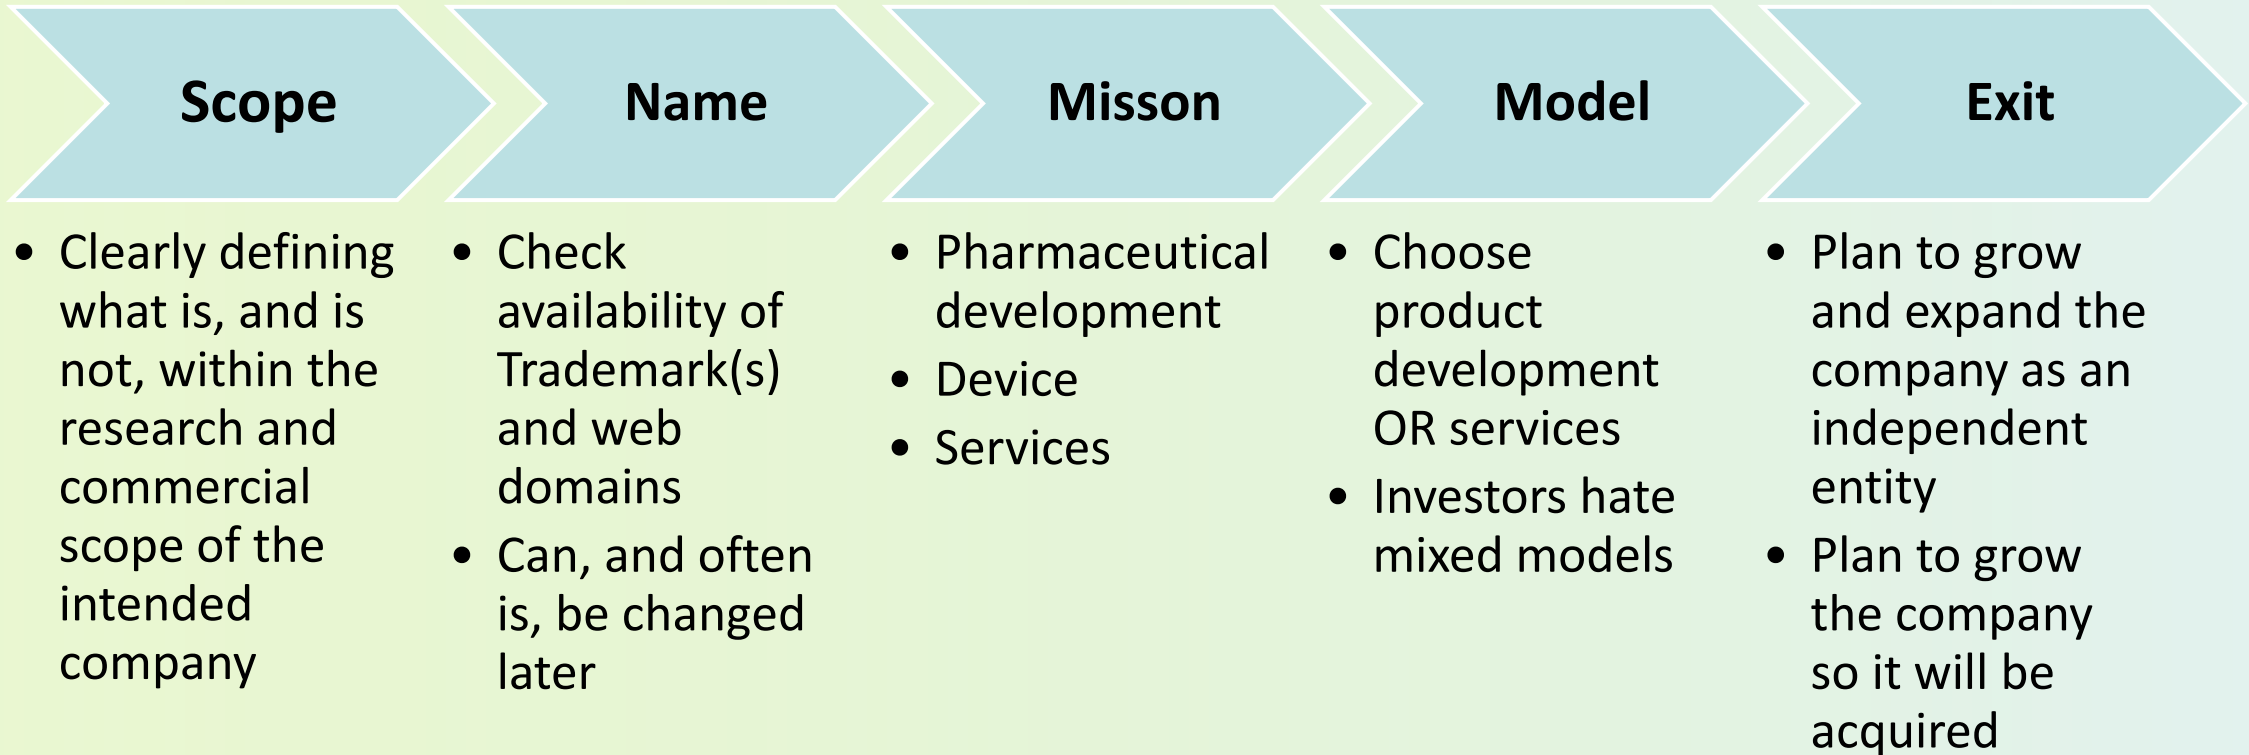 Scope
Name
Misson
Model
Exit
• Clearly defining
what is, and is
not, within the
research and
commercial
scope of the
intended
company
• Check
availability of
Trademark(s)
and web
domains
• Can, and often
is, be changed
later
• Pharmaceutical
development
• Device
• Services
• Choose
product
development
OR services
• Investors hate
mixed models
• Plan to grow
and expand the
company as an
independent
entity
• Plan to grow
the company
so it will be
acquired